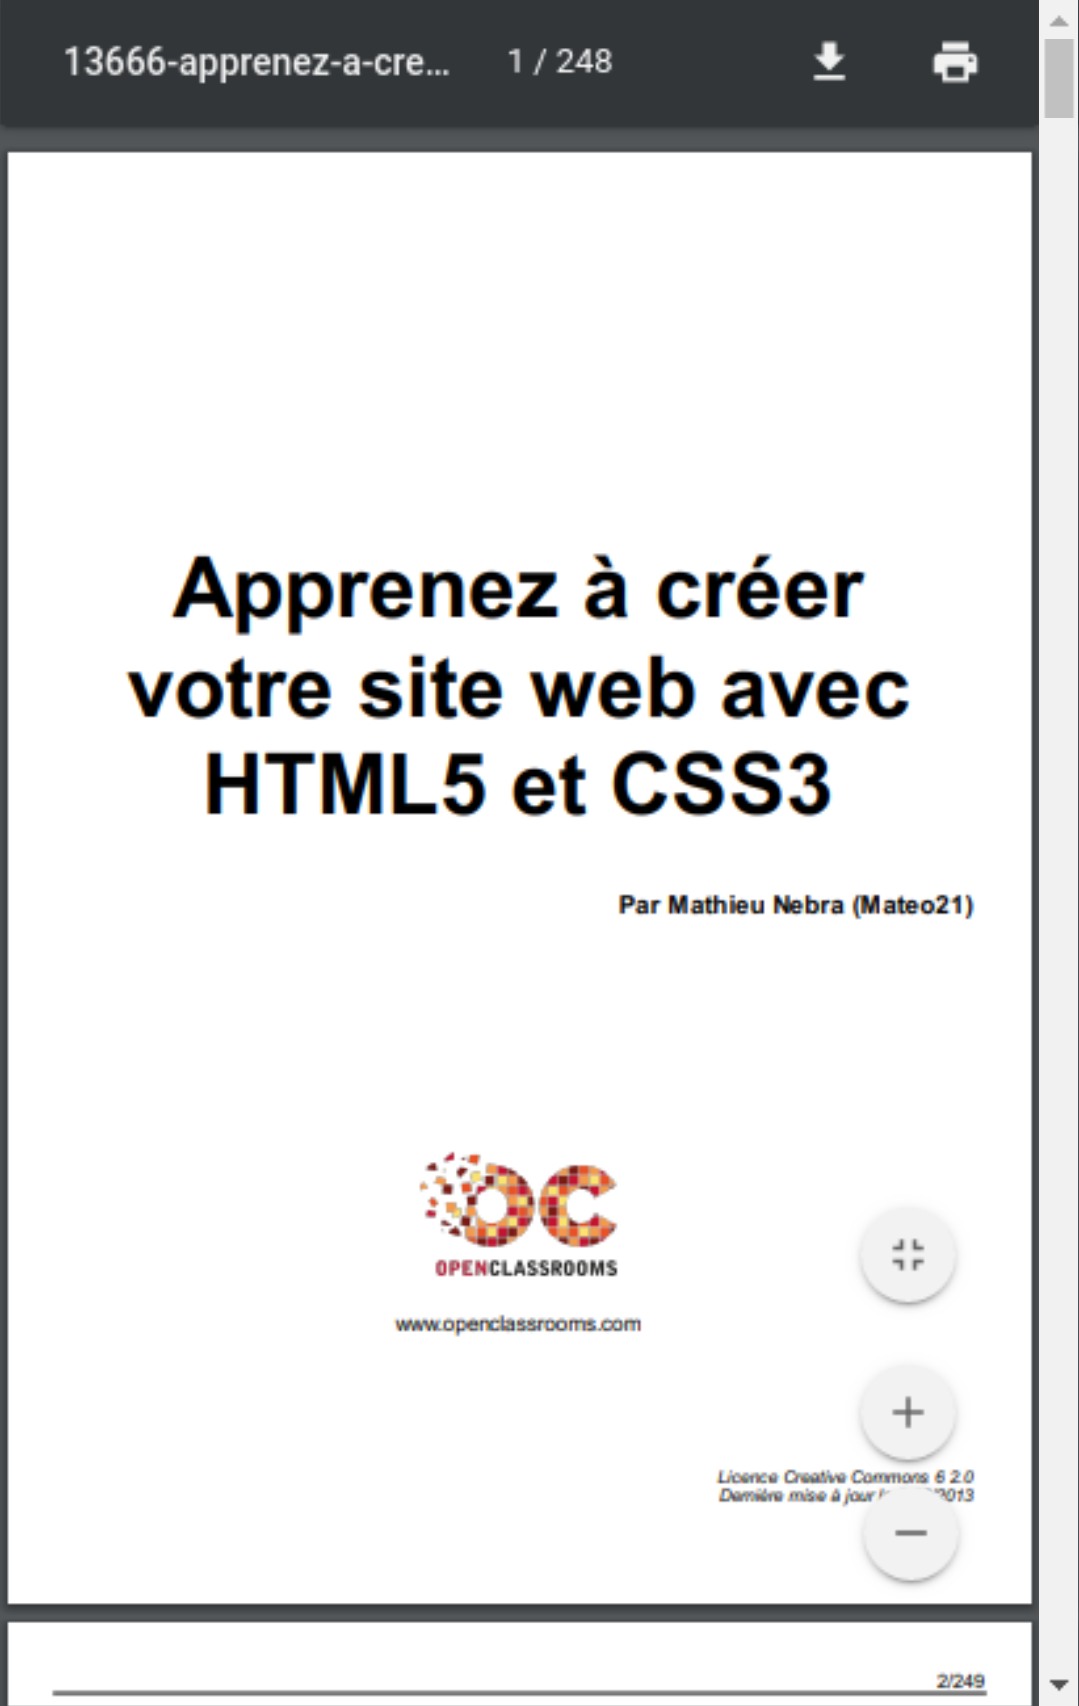 13666-apprenez-a-cre... 1 / 248
Apprenez à créer
votre site web avec
HTML5 et CSS3
Par Mathieu Nebra (Mateo21)
OC
OPENCLASSROOMS
www.openclassrooms.com
Licence Creative Commons 6 2.0
Dernière mise à jour 2013
2/249